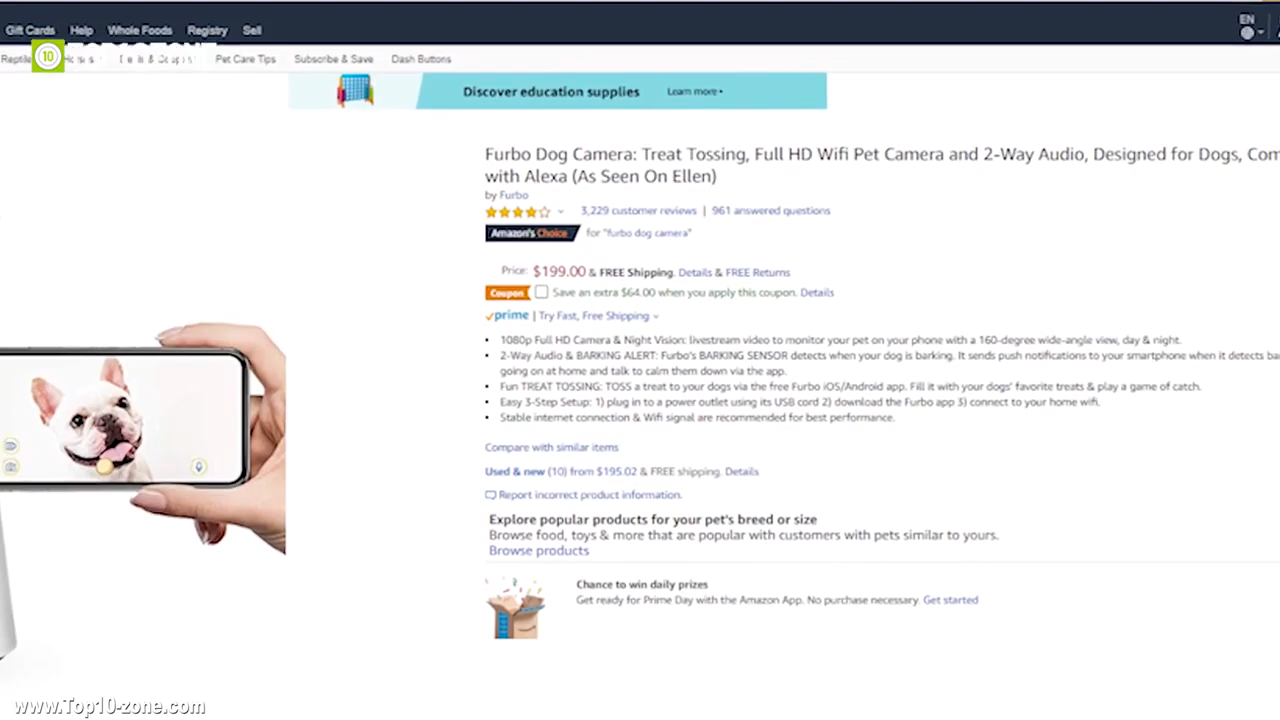 Gift Cards Help Whole Foods Registry Sell
EN
10 TOP10ZONE
Reptile Pet Care Tips Subscribe & Save Dash Buttons
Discover education supplies Learn more
Furbo Dog Camera: Treat Tossing, Full HD Wifi Pet Camera and 2-Way Audio, Designed for Dogs, Com
with Alexa (As Seen On Ellen)
by Furbo
3,229 customer reviews | 961 answered questions
Amazon's Choice for "furbo dog camera"
Price: $199.00 & FREE Shipping. Details & FREE Returns
Coupon Save an extra $64.00 when you apply this coupon. Details
prime | Try Fast, Free Shipping
• 1080p Full HD Camera & Night Vision: livestream video to monitor your pet on your phone with a 160-degree wide-angle view, day & night.
• 2-Way Audio & BARKING ALERT: Furbo's BARKING SENSOR detects when your dog is barking. It sends push notifications to your smartphone when it detects ba
going on at home and talk to calm them down via the app.
• Fun TREAT TOSSING: TOSS a treat to your dogs via the free Furbo iOS/Android app. Fill it with your dogs' favorite treats & play a game of catch.
• Easy 3-Step Setup: 1) plug in to a power outlet using its USB cord 2) download the Furbo app 3) connect to your home wifi.
• Stable internet connection & Wifi signal are recommended for best performance.
Compare with similar items
Used & new (10) from $195.02 & FREE shipping. Details
Report incorrect product information.
Explore popular products for your pet's breed or size
Browse food, toys & more that are popular with customers with pets similar to yours.
Browse products
Chance to win daily prizes
Get ready for Prime Day with the Amazon App. No purchase necessary. Get started
www.Top10-zone.com